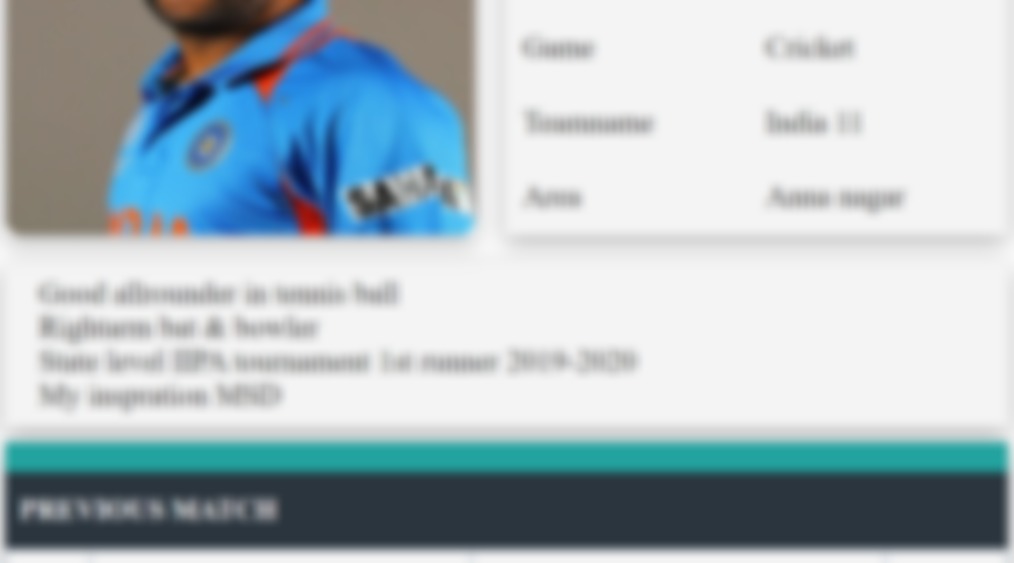 Game Cricket
Teamname India 11
Area Anna nagar
SAHA
Good allrounder in tennis ball
Rightarm bat & bowler
State level tournament 1st runner 2019-2020
My inspration MSD
PREVIOUS MATCH